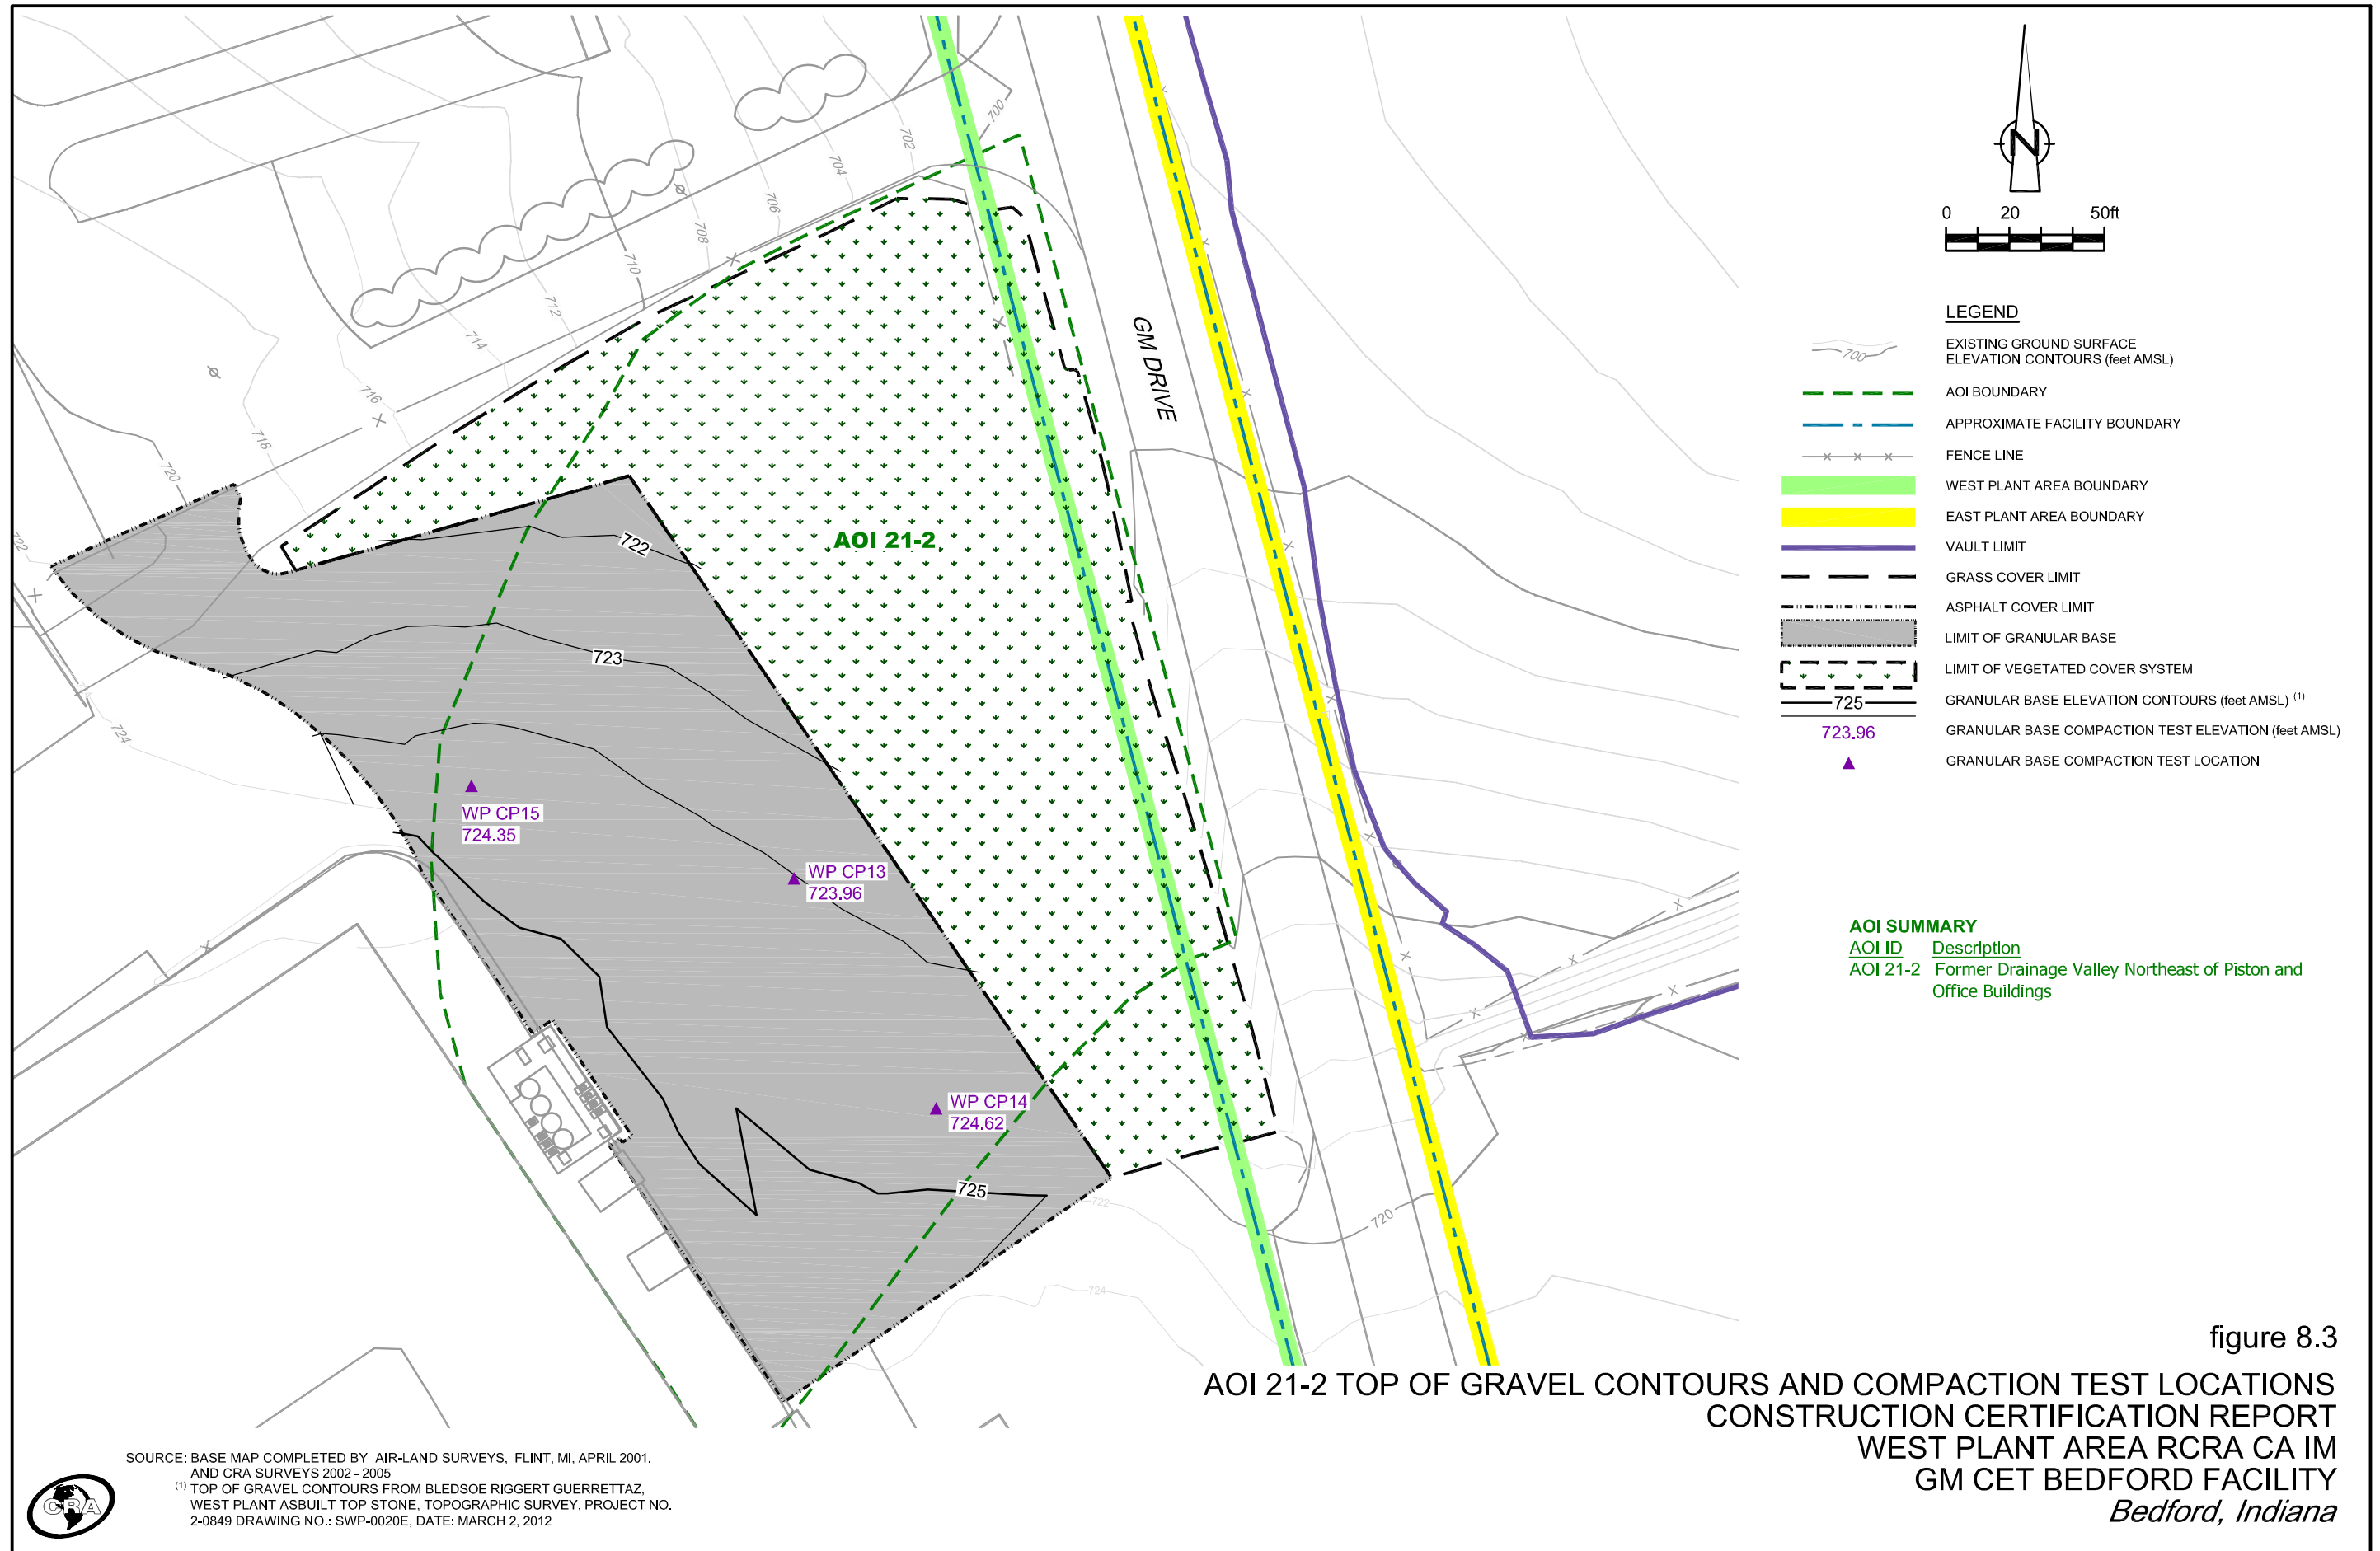 700
702
704
706
708
710
712
714
716
718
720
722
724
GM DRIVE
AOI 21-2
722
723
WP CP15
724.35
WP CP13
723.96
WP CP14
724.62
725
722
724
720
N
0 20 50ft
LEGEND
700
EXISTING GROUND SURFACE
ELEVATION CONTOURS (feet AMSL)
AOI BOUNDARY
APPROXIMATE FACILITY BOUNDARY
FENCE LINE
WEST PLANT AREA BOUNDARY
EAST PLANT AREA BOUNDARY
VAULT LIMIT
GRASS COVER LIMIT
ASPHALT COVER LIMIT
LIMIT OF GRANULAR BASE
LIMIT OF VEGETATED COVER SYSTEM
725 GRANULAR BASE ELEVATION CONTOURS (feet AMSL) (1)
723.96 GRANULAR BASE COMPACTION TEST ELEVATION (feet AMSL)
GRANULAR BASE COMPACTION TEST LOCATION
AOI SUMMARY
AOI ID Description
AOI 21-2 Former Drainage Valley Northeast of Piston and
Office Buildings
figure 8.3
AOI 21-2 TOP OF GRAVEL CONTOURS AND COMPACTION TEST LOCATIONS
CONSTRUCTION CERTIFICATION REPORT
WEST PLANT AREA RCRA CA IM
GM CET BEDFORD FACILITY
Bedford, Indiana
SOURCE: BASE MAP COMPLETED BY AIR-LAND SURVEYS, FLINT, MI, APRIL 2001.
AND CRA SURVEYS 2002 - 2005
(1) TOP OF GRAVEL CONTOURS FROM BLEDSOE RIGGERT GUERRETTAZ,
WEST PLANT ASBUILT TOP STONE, TOPOGRAPHIC SURVEY, PROJECT NO.
2-0849 DRAWING NO.: SWP-0020E, DATE: MARCH 2, 2012
CRA